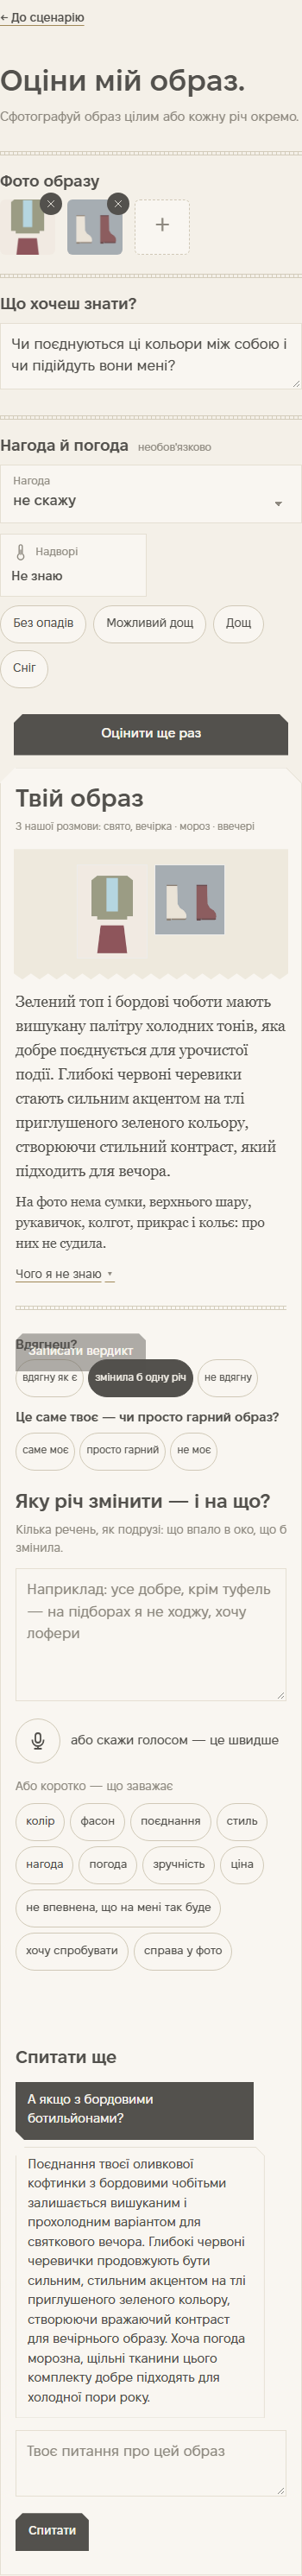 ← До сценарію
Оціни мій образ.
Сфотографуй образ цілим або кожну річ окремо.
Фото образу
Що хочеш знати?
Чи поєднуються ці кольори між собою і
чи підійдуть вони мені?
Нагода й погода необов'язково
Нагода
не скажу
Надворі
Не знаю
Без опадів
Можливий дощ
Дощ
Сніг
Оцінити ще раз
Твій образ
З нашої розмови: свято, вечірка · мороз · ввечері
Зелений топ і бордові чоботи мають
вишукану палітру холодних тонів, яка
добре поєднується для урочистої
події. Глибокі червоні черевики
стають сильним акцентом на тлі
приглушеного зеленого кольору,
створюючи стильний контраст, який
підходить для вечора.
На фото нема сумки, верхнього шару,
рукавичок, колгот, прикрас і кольє: про
них не судила.
Чого я не знаю
Вдягнеш?
Записати вердикт
вдягну як є
змінила б одну річ
не вдягну
Це саме твоє — чи просто гарний образ?
саме моє
просто гарний
не моє
Яку річ змінити — і на що?
Кілька речень, як подрузі: що впало в око, що б
змінила.
Наприклад: усе добре, крім туфель
— на підборах я не ходжу, хочу
лофери
або скажи голосом — це швидше
Або коротко — що заважає
колір
фасон
поєднання
стиль
нагода
погода
зручність
ціна
не впевнена, що на мені так буде
хочу спробувати
справа у фото
Спитати ще
А якщо з бордовими
ботильйонами?
Поєднання твоєї оливкової
кофтинки з бордовими чобітьми
залишається вишуканим і
прохолодним варіантом для
святкового вечора. Глибокі червоні
черевички продовжують бути
сильним, стильним акцентом на тлі
приглушеного зеленого кольору,
створюючи вражаючий контраст
для вечірнього образу. Хоча погода
морозна, щільні тканини цього
комплекту добре підходять для
холодної пори року.
Твоє питання про цей образ
Спитати